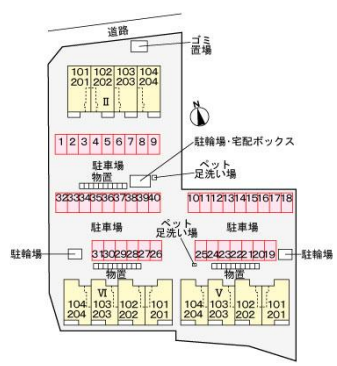 道路
ゴミ
置場
101 102 103 104
201 202 203 204
Ⅱ
N
1 2 3 4 5 6 7 8 9
駐輪場・宅配ボックス
駐車場
物置
ペット
足洗い場
32 33 34 35 36 37 38 39 40
10 11 12 13 14 15 16 17 18
駐車場
ペット
足洗い場
駐車場
駐輪場
31 30 29 28 27 26
25 24 23 22 21 20 19
駐輪場
物置
物置
Ⅵ
Ⅴ
104 103 102 101
204 203 202 201
104 103 102 101
204 203 202 201